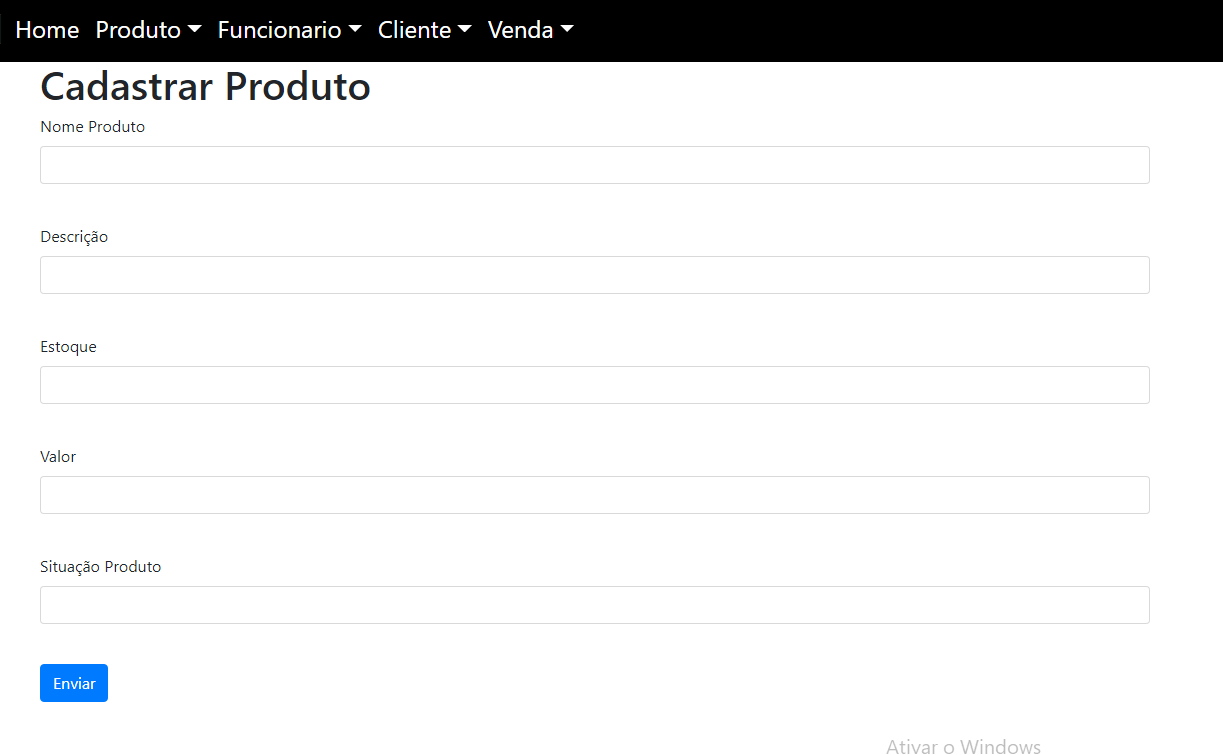 Home Produto Funcionario Cliente Venda
Cadastrar Produto
Nome Produto
Descrição
Estoque
Valor
Situação Produto
Enviar
Ativar o Windows